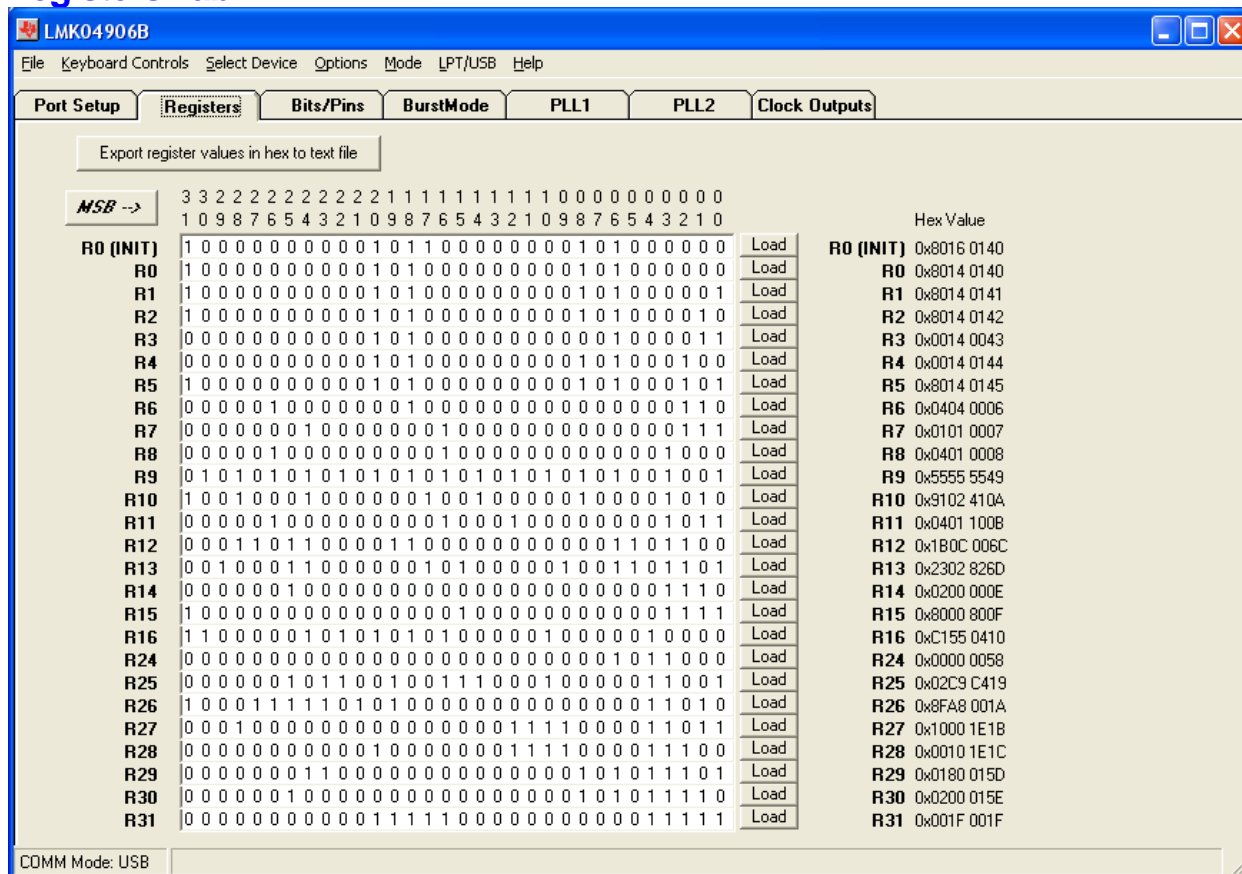 LMK04906B
File Keyboard Controls Select Device Options Mode LPT/USB Help
Port Setup Registers Bits/Pins BurstMode PLL1 PLL2 Clock Outputs
Export register values in hex to text file
MSB -->
3 3 2 2 2 2 2 2 2 2 2 2 1 1 1 1 1 1 1 1 1 1 0 0 0 0 0 0 0 0 0 0
1 0 9 8 7 6 5 4 3 2 1 0 9 8 7 6 5 4 3 2 1 0 9 8 7 6 5 4 3 2 1 0 Hex Value
R0 (INIT) 1 0 0 0 0 0 0 0 0 0 0 1 0 1 1 0 0 0 0 0 0 0 0 1 0 1 0 0 0 0 0 0 Load R0 (INIT) 0x8016 0140
R0 1 0 0 0 0 0 0 0 0 0 0 1 0 1 0 0 0 0 0 0 0 0 0 1 0 1 0 0 0 0 0 0 Load R0 0x8014 0140
R1 1 0 0 0 0 0 0 0 0 0 0 1 0 1 0 0 0 0 0 0 0 0 0 1 0 1 0 0 0 0 0 1 Load R1 0x8014 0141
R2 1 0 0 0 0 0 0 0 0 0 0 1 0 1 0 0 0 0 0 0 0 0 0 1 0 1 0 0 0 0 1 0 Load R2 0x8014 0142
R3 0 0 0 0 0 0 0 0 0 0 0 1 0 1 0 0 0 0 0 0 0 0 0 0 0 1 0 0 0 0 1 1 Load R3 0x0014 0043
R4 0 0 0 0 0 0 0 0 0 0 0 1 0 1 0 0 0 0 0 0 0 0 0 1 0 1 0 0 0 1 0 0 Load R4 0x0014 0144
R5 1 0 0 0 0 0 0 0 0 0 0 1 0 1 0 0 0 0 0 0 0 0 0 1 0 1 0 0 0 1 0 1 Load R5 0x8014 0145
R6 0 0 0 0 0 1 0 0 0 0 0 0 0 1 0 0 0 0 0 0 0 0 0 0 0 0 0 0 0 1 1 0 Load R6 0x0404 0006
R7 0 0 0 0 0 0 0 1 0 0 0 0 0 0 0 1 0 0 0 0 0 0 0 0 0 0 0 0 0 1 1 1 Load R7 0x0101 0007
R8 0 0 0 0 0 1 0 0 0 0 0 0 0 0 0 1 0 0 0 0 0 0 0 0 0 0 0 0 1 0 0 0 Load R8 0x0401 0008
R9 0 1 0 1 0 1 0 1 0 1 0 1 0 1 0 1 0 1 0 1 0 1 0 1 0 1 0 0 1 0 0 1 Load R9 0x5555 5549
R10 1 0 0 1 0 0 0 1 0 0 0 0 0 0 1 0 0 1 0 0 0 0 0 1 0 0 0 0 1 0 1 0 Load R10 0x9102 410A
R11 0 0 0 0 0 1 0 0 0 0 0 0 0 0 0 1 0 0 0 1 0 0 0 0 0 0 0 0 1 0 1 1 Load R11 0x0401 100B
R12 0 0 0 1 1 0 1 1 0 0 0 0 1 1 0 0 0 0 0 0 0 0 0 0 0 1 1 0 1 1 0 0 Load R12 0x1B0C 006C
R13 0 0 1 0 0 0 1 1 0 0 0 0 0 0 1 0 1 0 0 0 0 0 1 0 0 1 1 0 1 1 0 1 Load R13 0x2302 826D
R14 0 0 0 0 0 0 1 0 0 0 0 0 0 0 0 0 0 0 0 0 0 0 0 0 0 0 0 0 1 1 1 0 Load R14 0x0200 000E
R15 1 0 0 0 0 0 0 0 0 0 0 0 0 0 0 0 1 0 0 0 0 0 0 0 0 0 0 0 1 1 1 1 Load R15 0x8000 800F
R16 1 1 0 0 0 0 0 1 0 1 0 1 0 1 0 1 0 0 0 0 0 1 0 0 0 0 0 1 0 0 0 0 Load R16 0xC155 0410
R24 0 0 0 0 0 0 0 0 0 0 0 0 0 0 0 0 0 0 0 0 0 0 0 0 0 1 0 1 1 0 0 0 Load R24 0x0000 0058
R25 0 0 0 0 0 0 1 0 1 1 0 0 1 0 0 1 1 1 0 0 0 1 0 0 0 0 0 1 1 0 0 1 Load R25 0x02C9 C419
R26 1 0 0 0 1 1 1 1 1 0 1 0 1 0 0 0 0 0 0 0 0 0 0 0 0 0 0 1 1 0 1 0 Load R26 0x8FA8 001A
R27 0 0 0 1 0 0 0 0 0 0 0 0 0 0 0 0 0 0 0 1 1 1 1 0 0 0 0 1 1 0 1 1 Load R27 0x1000 1E1B
R28 0 0 0 0 0 0 0 0 0 0 0 1 0 0 0 0 0 0 0 1 1 1 1 0 0 0 0 1 1 1 0 0 Load R28 0x0010 1E1C
R29 0 0 0 0 0 0 0 1 1 0 0 0 0 0 0 0 0 0 0 0 0 0 0 1 0 1 0 1 1 1 0 1 Load R29 0x0180 015D
R30 0 0 0 0 0 0 1 0 0 0 0 0 0 0 0 0 0 0 0 0 0 0 0 1 0 1 0 1 1 1 1 0 Load R30 0x0200 015E
R31 0 0 0 0 0 0 0 0 0 0 0 1 1 1 1 1 0 0 0 0 0 0 0 0 0 0 0 1 1 1 1 1 Load R31 0x001F 001F
COMM Mode: USB